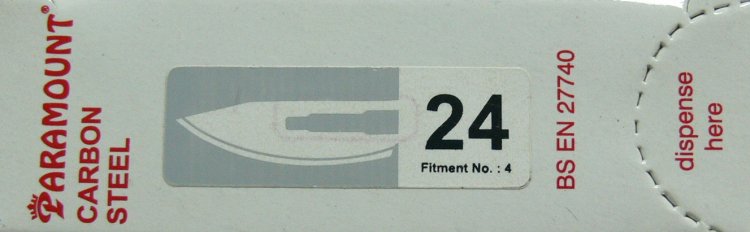 PARAMOUNT®
CARBON
STEEL
24
Fitment No. : 4
BS EN 27740
dispense
here